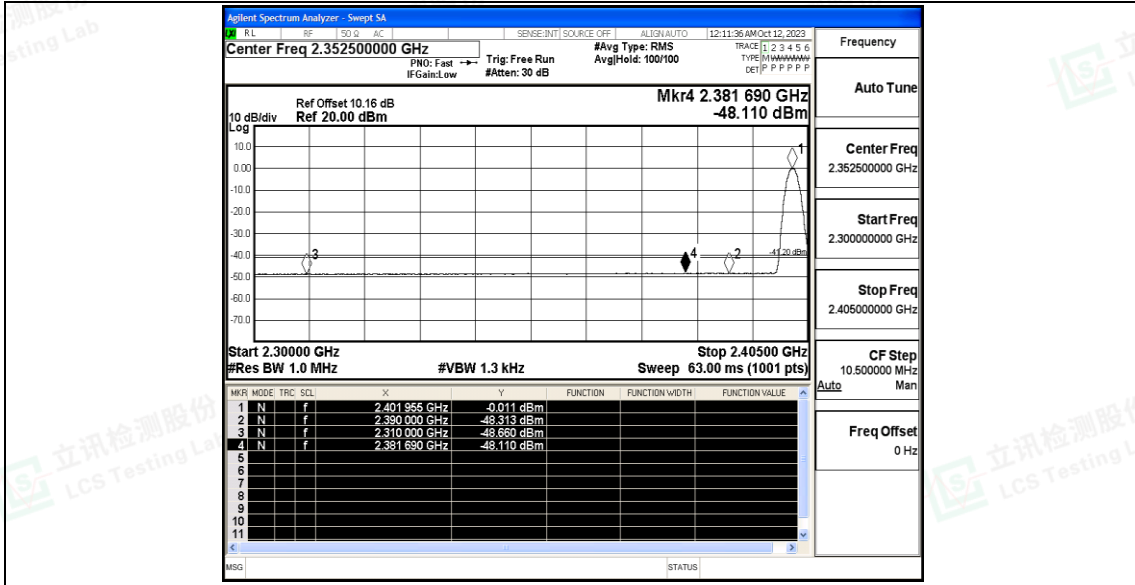 Agilent Spectrum Analyzer - Swept SA
RL RF 50 Ω AC SENSE:INT SOURCE OFF ALIGN AUTO 12:11:36 AM Oct 12, 2023
Center Freq 2.352500000 GHz
PNO: Fast
IFGain:Low
Trig: Free Run
#Atten: 30 dB
#Avg Type: RMS
Avg|Hold: 100/100
TRACE 1 2 3 4 5 6
TYPE M WWWWW
DET P P P P P P
Ref Offset 10.16 dB
Ref 20.00 dBm
10 dB/div
Log
Mkr4 2.381 690 GHz
-48.110 dBm
10.0
0.00
-10.0
-20.0
-30.0
-40.0
-50.0
-60.0
-70.0
1
2
3
4
-41.20 dBm
Start 2.30000 GHz
Stop 2.40500 GHz
#Res BW 1.0 MHz
#VBW 1.3 kHz
Sweep 63.00 ms (1001 pts)
MKR MODE TRC SCL X Y FUNCTION FUNCTION WIDTH FUNCTION VALUE
1 N f 2.401 955 GHz -0.011 dBm
2 N f 2.390 000 GHz -48.313 dBm
3 N f 2.310 000 GHz -48.660 dBm
4 N f 2.381 690 GHz -48.110 dBm
5
6
7
8
9
10
11
MSG
STATUS
Frequency
Auto Tune
Center Freq
2.352500000 GHz
Start Freq
2.300000000 GHz
Stop Freq
2.405000000 GHz
CF Step
10.500000 MHz
Auto Man
Freq Offset
0 Hz
立讯检测股份
LCS Testing Lab
立讯检测股份
LCS Testing L